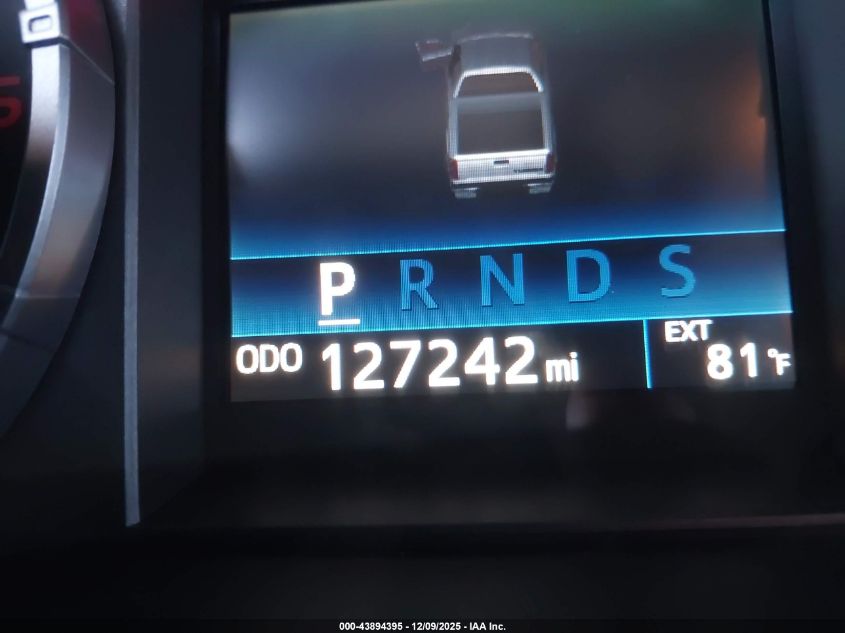 P R N D S
ODO 127242 mi
EXT
81 °F
000-43894395 - 12/09/2025 - IAA Inc.